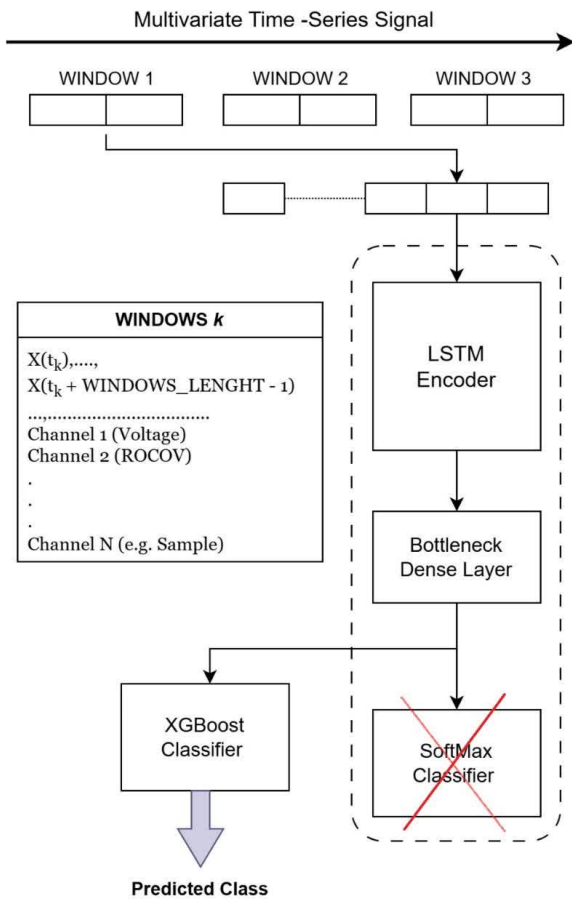 Multivariate Time -Series Signal
WINDOW 1
WINDOW 2
WINDOW 3
LSTM
Encoder
WINDOWS k
X(tk),....,
X(tk + WINDOWS_LENGHT - 1)
...,..................................
Channel 1 (Voltage)
Channel 2 (ROCOV)
.
.
.
Channel N (e.g. Sample)
Bottleneck
Dense Layer
XGBoost
Classifier
SoftMax
Classifier
Predicted Class